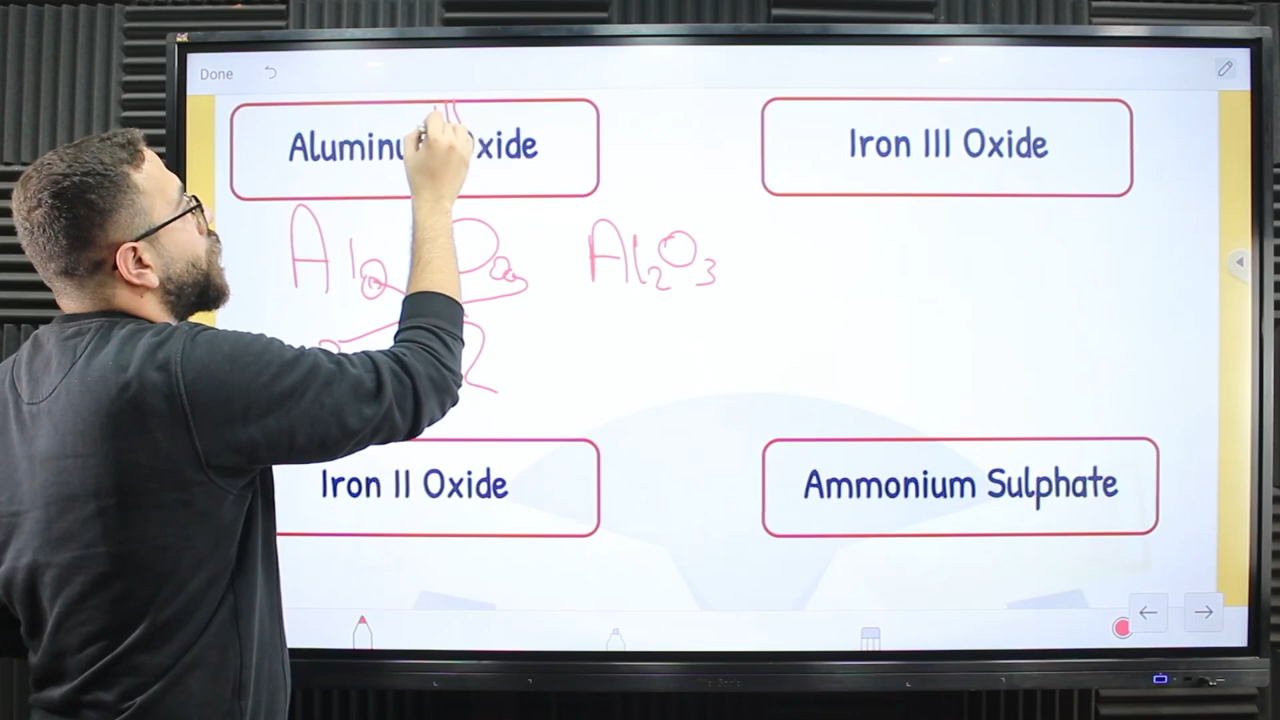 Done
Iron III Oxide
Al₂O₃
Iron II Oxide
Ammonium Sulphate